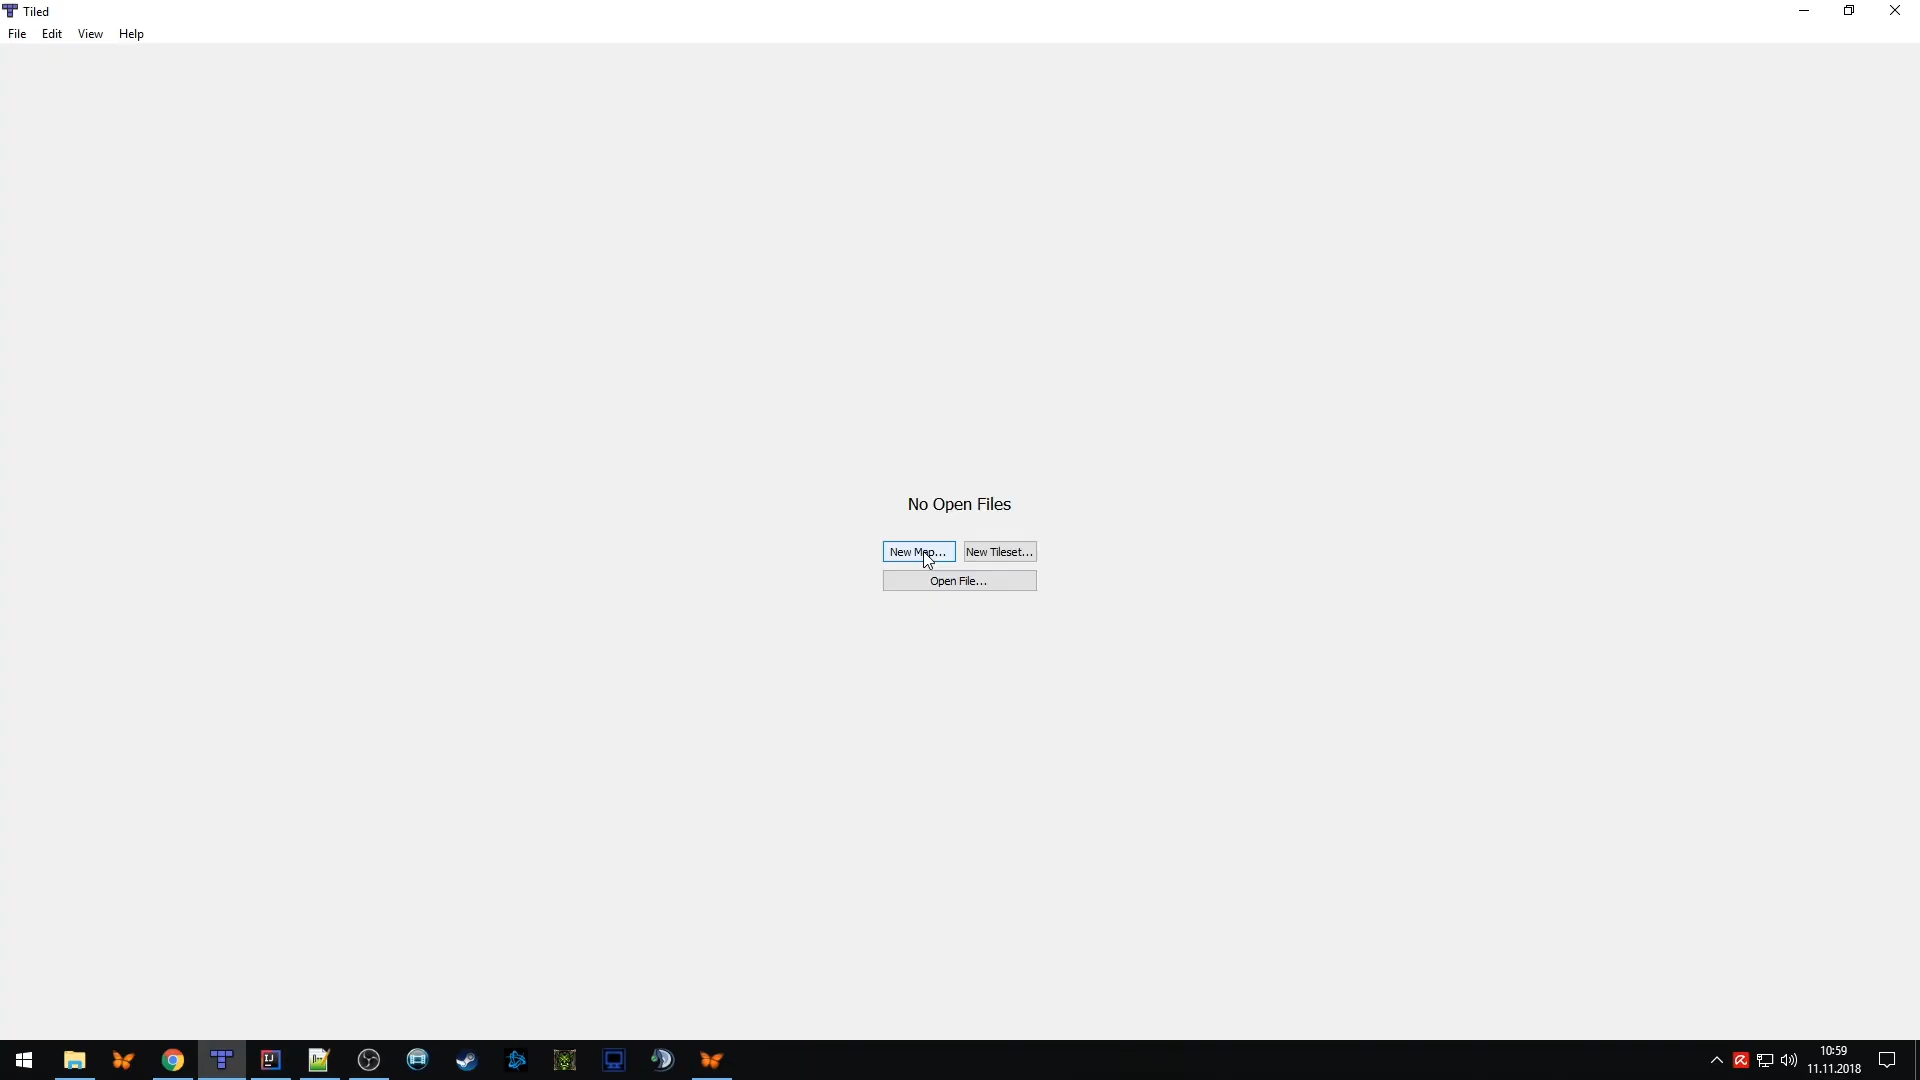 Tiled
File Edit View Help
No Open Files
New Map... New Tileset...
Open File...
10:59
11.11.2018